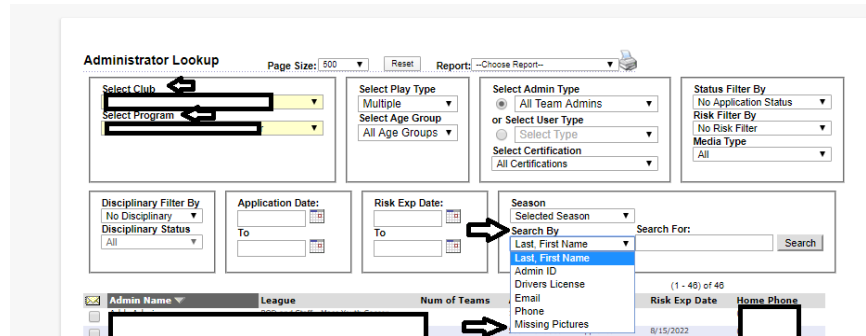 Administrator Lookup
Page Size: 500 Reset Report: --Choose Report--
Select Club
Select Program
Select Play Type
Multiple
Select Age Group
All Age Groups
Select Admin Type
All Team Admins
or Select User Type
Select Type
Select Certification
All Certifications
Status Filter By
No Application Status
Risk Filter By
No Risk Filter
Media Type
All
Disciplinary Filter By
No Disciplinary
Disciplinary Status
All
Application Date:
To
Risk Exp Date:
To
Season
Selected Season
Search By
Last, First Name
Search For:
Search
Last, First Name
Admin ID
Drivers License
Email
Phone
Missing Pictures
(1 - 46) of 46
Admin Name League Num of Teams Risk Exp Date Home Phone
8/15/2022